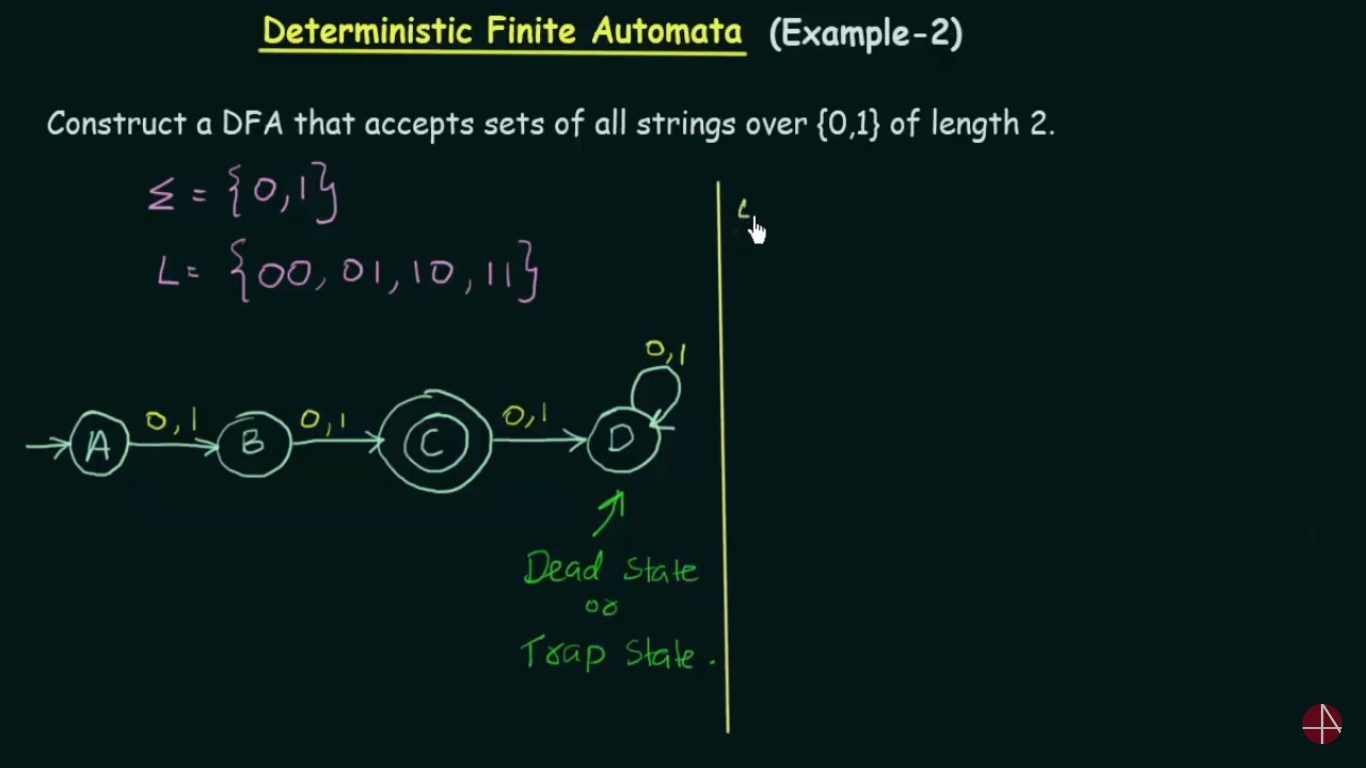 Deterministic Finite Automata (Example-2)
Construct a DFA that accepts sets of all strings over {0,1} of length 2.
Σ = {0,1}
L = {00, 01, 10, 11}
0,1
A 0,1 B 0,1 C 0,1 D
Dead State
or
Trap State.